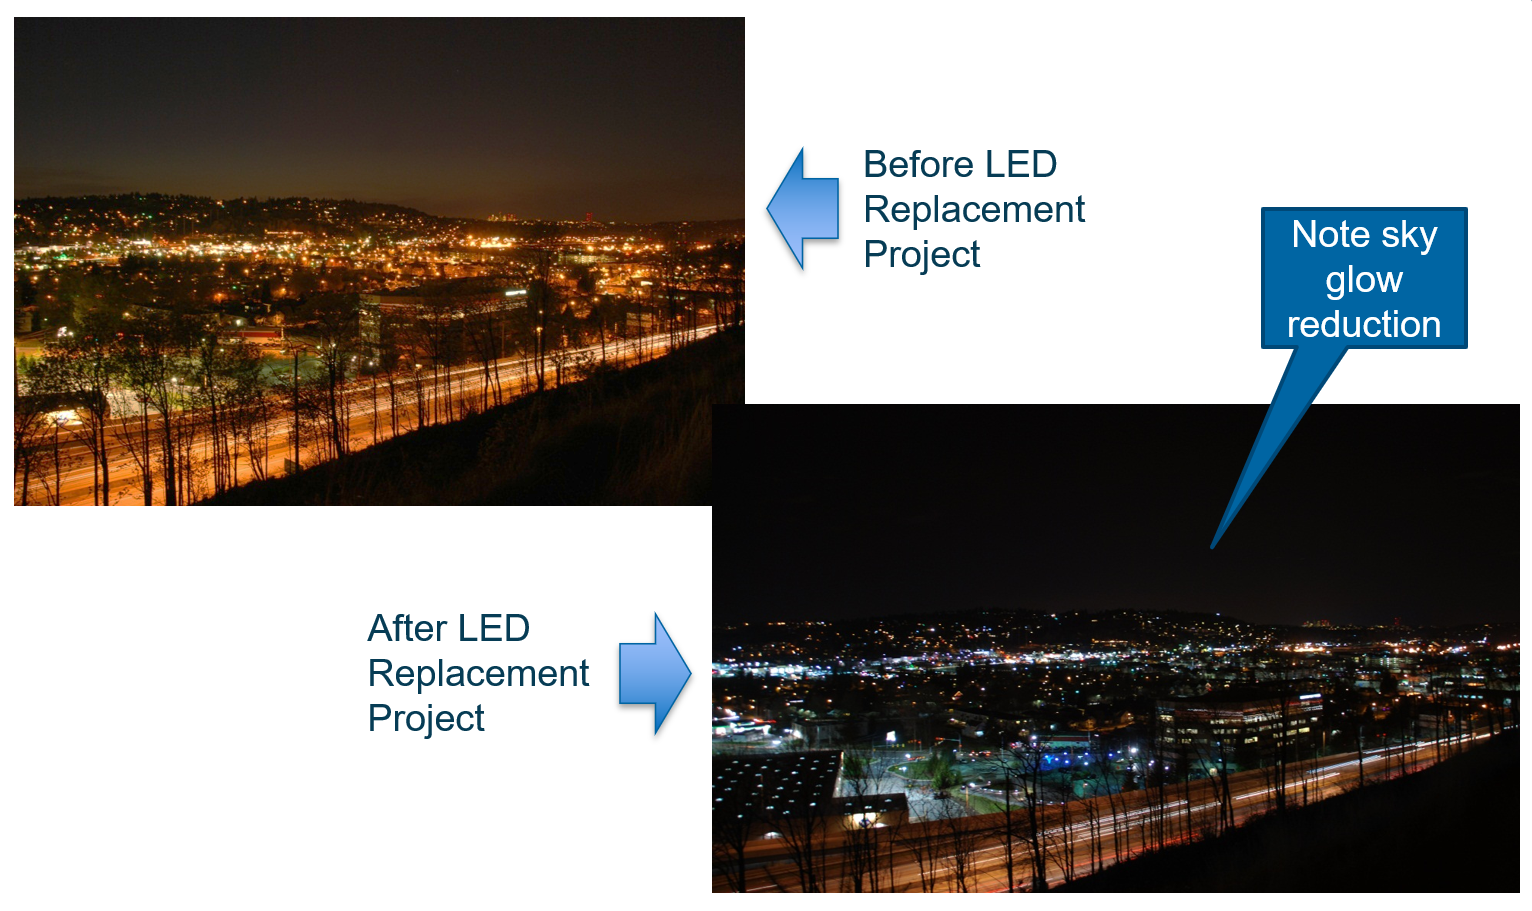 Before LED
Replacement
Project
Note sky
glow
reduction
After LED
Replacement
Project